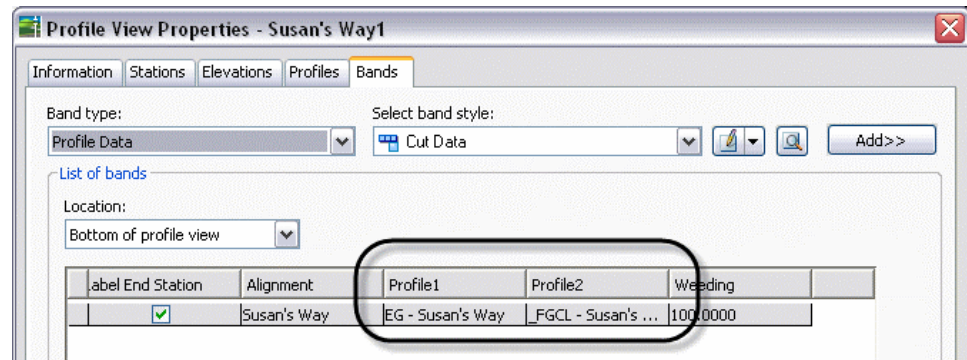 Profile View Properties - Susan's Way1
Information Stations Elevations Profiles Bands
Band type: Select band style:
Profile Data Cut Data Add>>
List of bands
Location:
Bottom of profile view
.abel End Station Alignment Profile1 Profile2 Weeding
Susan's Way EG - Susan's Way _FGCL - Susan's ... 100.0000